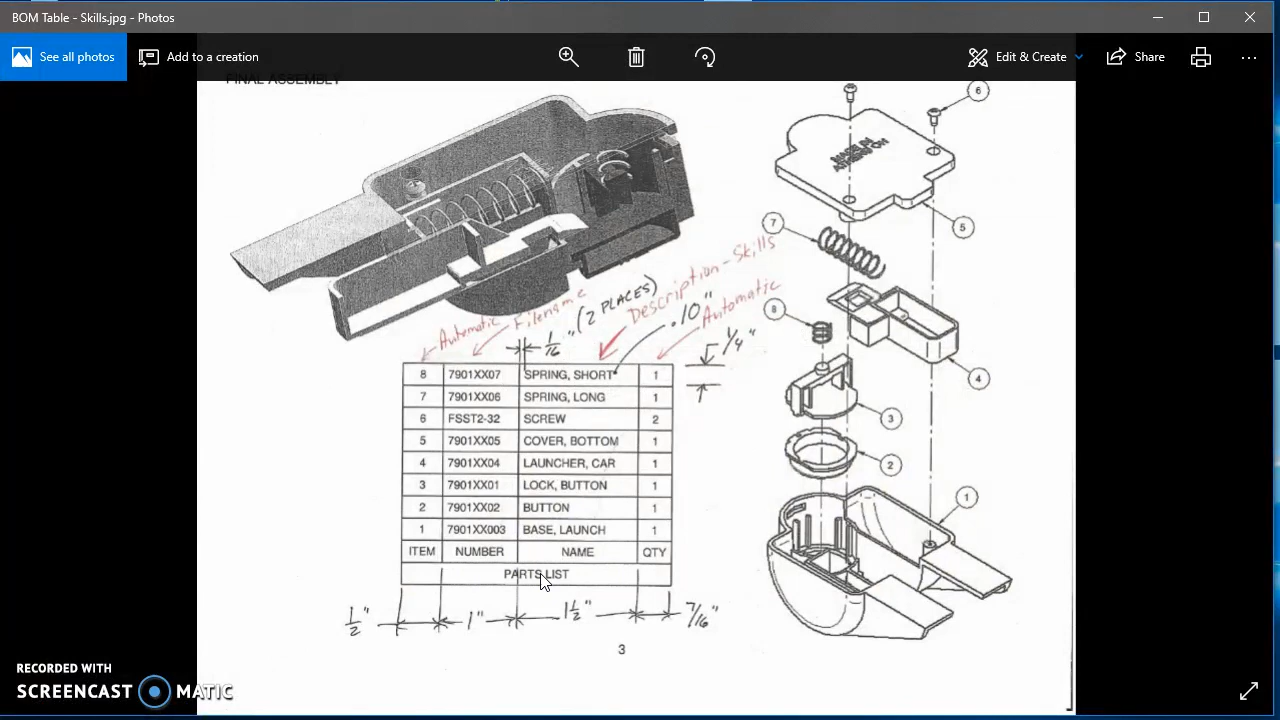 BOM Table - Skills.jpg - Photos
See all photos
Add to a creation
Edit & Create
Share
FINAL ASSEMBLY
6
5
7
8
4
3
2
1
Automatic
Filename
1/16" (2 PLACES)
Description - Skills
.10"
Automatic
1/4"
8 7901XX07 SPRING, SHORT 1
7 7901XX06 SPRING, LONG 1
6 FSST2-32 SCREW 2
5 7901XX05 COVER, BOTTOM 1
4 7901XX04 LAUNCHER, CAR 1
3 7901XX01 LOCK, BUTTON 1
2 7901XX02 BUTTON 1
1 7901XX003 BASE, LAUNCH 1
ITEM NUMBER NAME QTY
PARTS LIST
1/2" 1" 1 1/2" 7/16"
3
RECORDED WITH
SCREENCAST MATIC